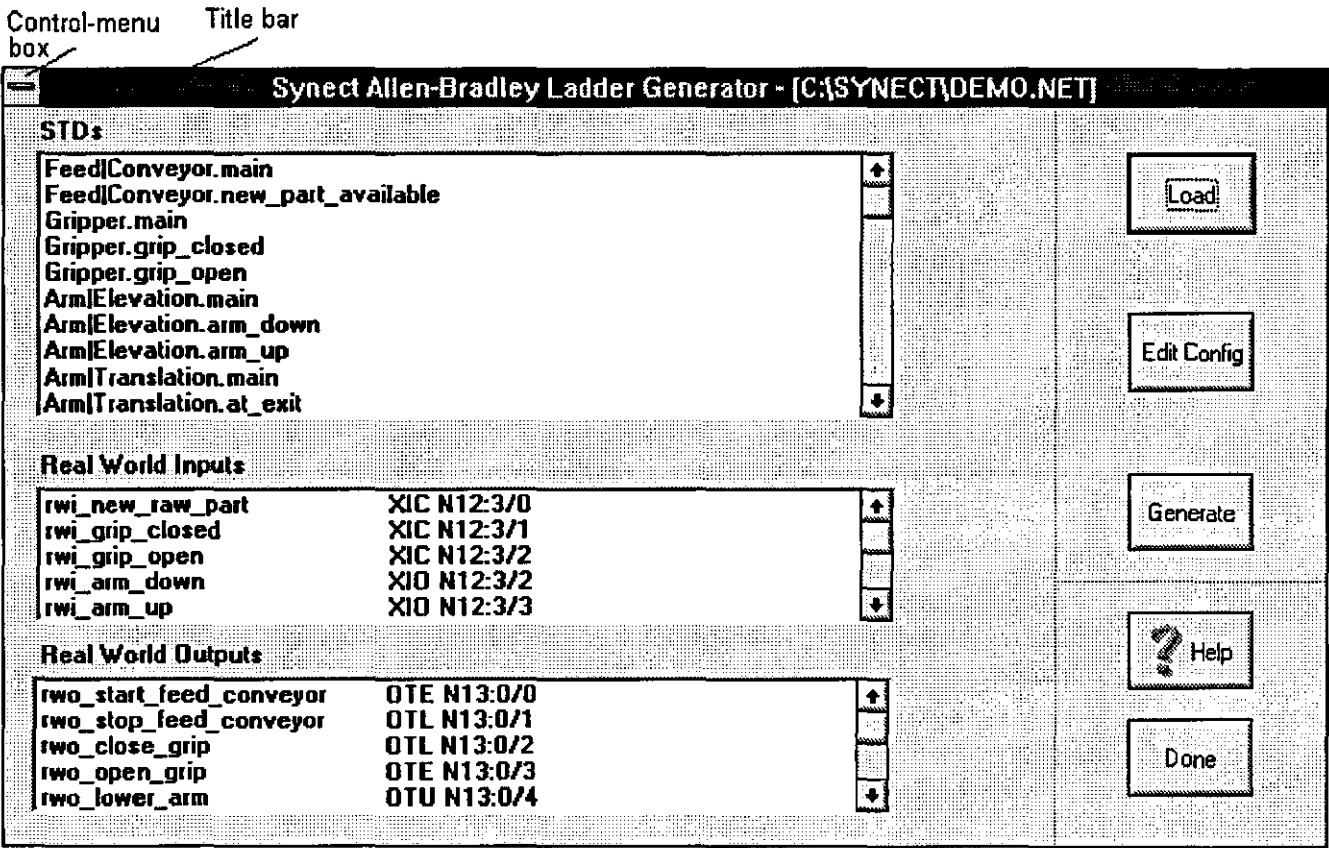 Control-menu box
Title bar
Synect Allen-Bradley Ladder Generator - [C:\SYNECT\DEMO.NET]
STDs
Feed|Conveyor.main
Feed|Conveyor.new_part_available
Gripper.main
Gripper.grip_closed
Gripper.grip_open
Arm|Elevation.main
Arm|Elevation.arm_down
Arm|Elevation.arm_up
Arm|Translation.main
Arm|Translation.at_exit
Load
Edit Config
Real World Inputs
rwi_new_raw_part XIC N12:3/0
rwi_grip_closed XIC N12:3/1
rwi_grip_open XIC N12:3/2
rwi_arm_down XIO N12:3/2
rwi_arm_up XIO N12:3/3
Generate
Real World Outputs
rwo_start_feed_conveyor OTE N13:0/0
rwo_stop_feed_conveyor OTL N13:0/1
rwo_close_grip OTL N13:0/2
rwo_open_grip OTE N13:0/3
rwo_lower_arm OTU N13:0/4
? Help
Done